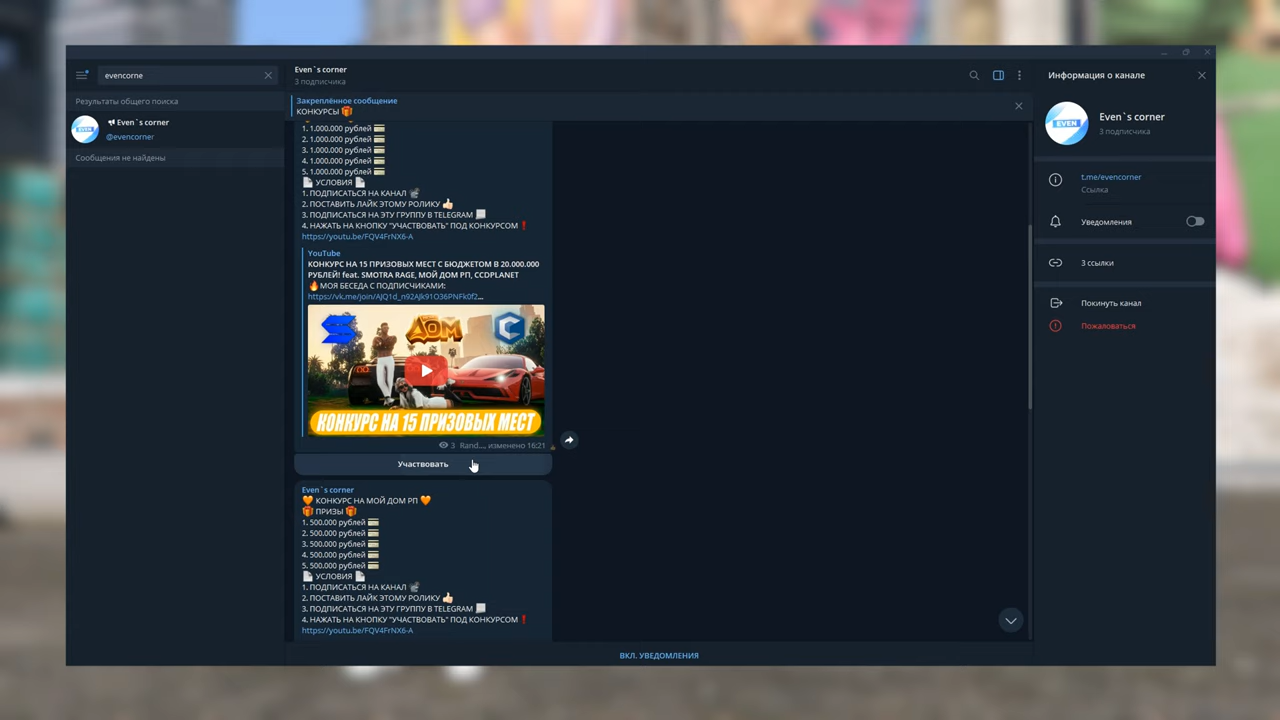 evencorne
Результаты общего поиска
Even`s corner
@evencorner
Сообщения не найдены
EVEN
Even`s corner
3 подписчика
Закреплённое сообщение
КОНКУРСЫ
1. 1.000.000 рублей
2. 1.000.000 рублей
3. 1.000.000 рублей
4. 1.000.000 рублей
5. 1.000.000 рублей
УСЛОВИЯ
1. ПОДПИСАТЬСЯ НА КАНАЛ
2. ПОСТАВИТЬ ЛАЙК ЭТОМУ РОЛИКУ 👍
3. ПОДПИСАТЬСЯ НА ЭТУ ГРУППУ В TELEGRAM
4. НАЖАТЬ НА КНОПКУ "УЧАСТВОВАТЬ" ПОД КОНКУРСОМ❗
https://youtu.be/FQV4FrNX6-A
YouTube
КОНКУРС НА 15 ПРИЗОВЫХ МЕСТ С БЮДЖЕТОМ В 20.000.000
РУБЛЕЙ! feat. SMOTRA RAGE, МОЙ ДОМ РП, CCDPLANET
🔥МОЯ БЕСЕДА С ПОДПИСЧИКАМИ:
https://vk.me/join/AJQ1d_n92AJk91O36PNFk0f2...
ДОМ
КОНКУРС НА 15 ПРИЗОВЫХ МЕСТ
3 Rand..., изменено 16:21
Участвовать
Even`s corner
🧡 КОНКУРС НА МОЙ ДОМ РП 🧡
🎁 ПРИЗЫ 🎁
1. 500.000 рублей
2. 500.000 рублей
3. 500.000 рублей
4. 500.000 рублей
5. 500.000 рублей
УСЛОВИЯ
1. ПОДПИСАТЬСЯ НА КАНАЛ
2. ПОСТАВИТЬ ЛАЙК ЭТОМУ РОЛИКУ 👍
3. ПОДПИСАТЬСЯ НА ЭТУ ГРУППУ В TELEGRAM
4. НАЖАТЬ НА КНОПКУ "УЧАСТВОВАТЬ" ПОД КОНКУРСОМ❗
https://youtu.be/FQV4FrNX6-A
ВКЛ. УВЕДОМЛЕНИЯ
Информация о канале
EVEN
Even`s corner
3 подписчика
t.me/evencorner
Ссылка
Уведомления
3 ссылки
Покинуть канал
Пожаловаться